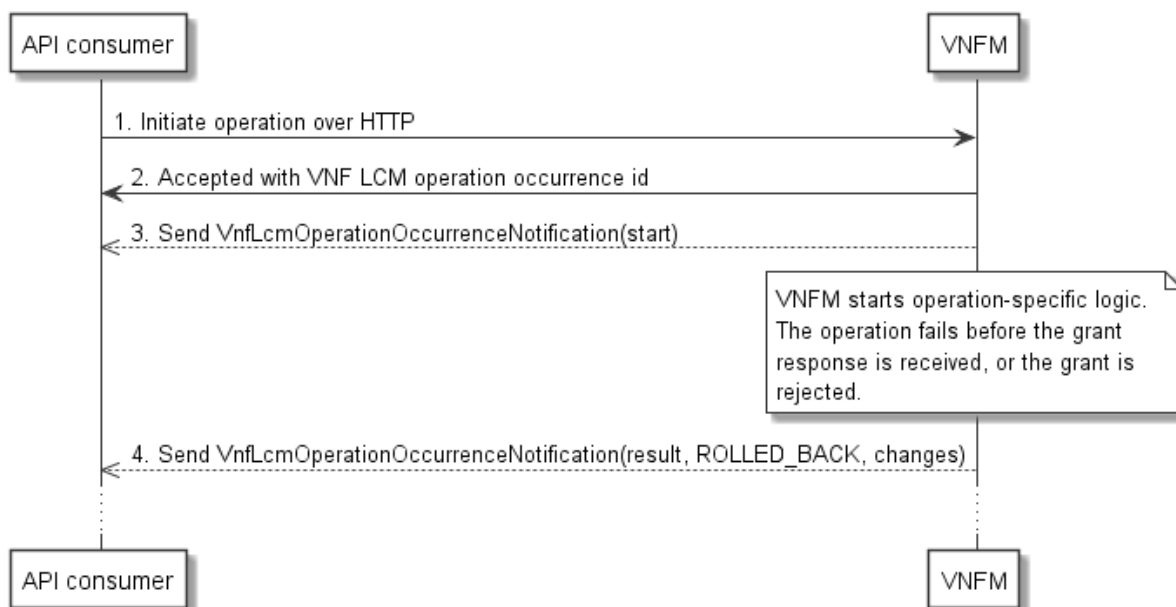 API consumer
VNFM
1. Initiate operation over HTTP
2. Accepted with VNF LCM operation occurrence id
3. Send VnfLcmOperationOccurrenceNotification(start)
VNFM starts operation-specific logic.
The operation fails before the grant
response is received, or the grant is
rejected.
4. Send VnfLcmOperationOccurrenceNotification(result, ROLLED_BACK, changes)
API consumer
VNFM